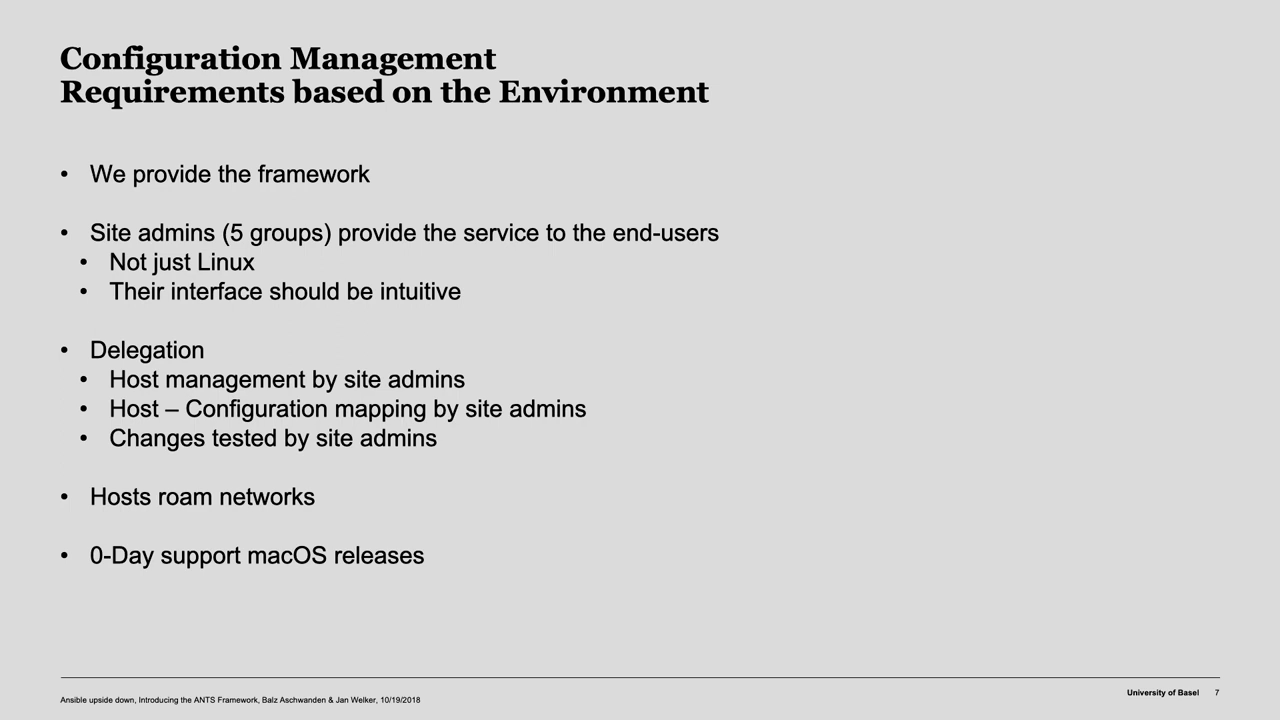 Configuration Management
Requirements based on the Environment
• We provide the framework
• Site admins (5 groups) provide the service to the end-users
• Not just Linux
• Their interface should be intuitive
• Delegation
• Host management by site admins
• Host – Configuration mapping by site admins
• Changes tested by site admins
• Hosts roam networks
• 0-Day support macOS releases
Ansible upside down, Introducing the ANTS Framework, Balz Aschwanden & Jan Welker, 10/19/2018
University of Basel 7